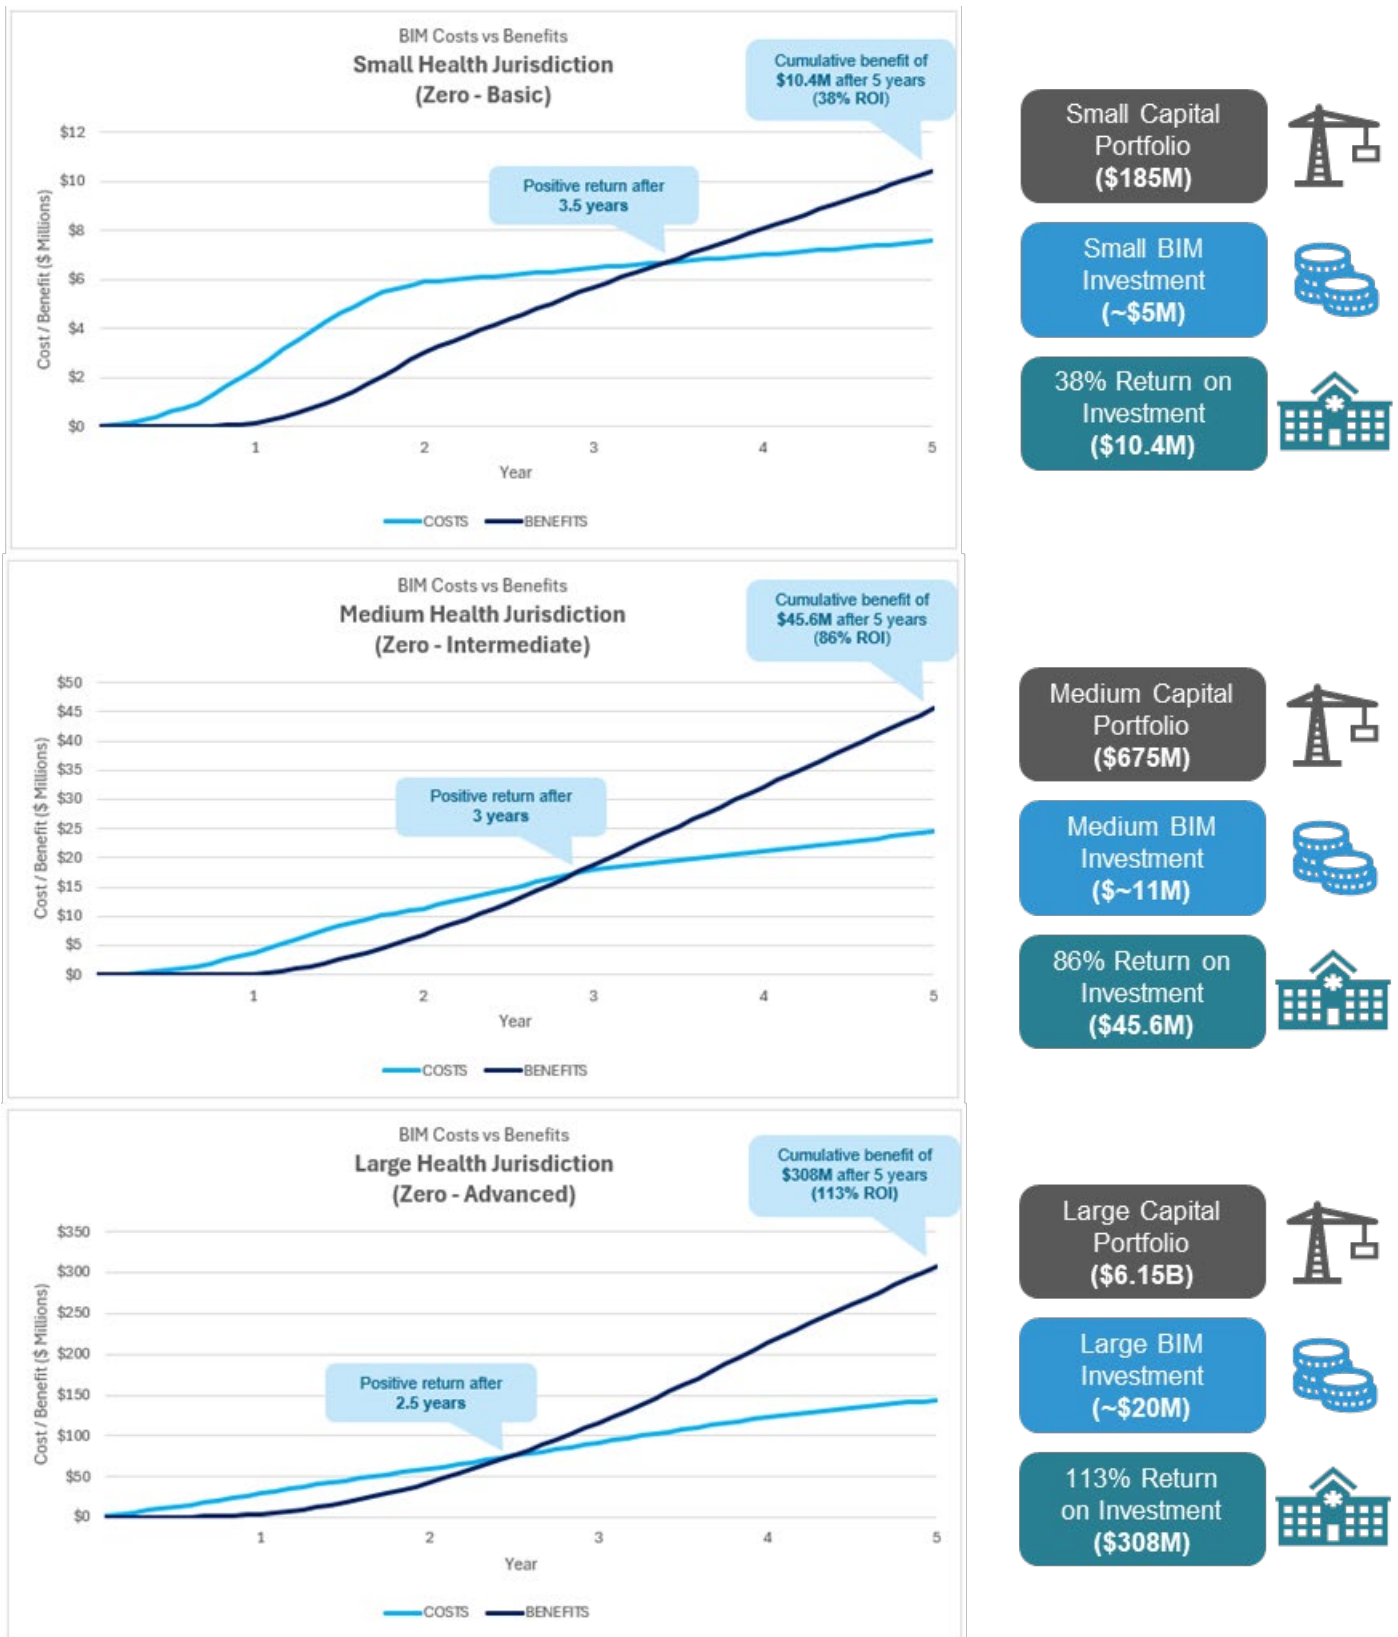 BIM Costs vs Benefits
Small Health Jurisdiction
(Zero - Basic)
Cumulative benefit of
$10.4M after 5 years
(38% ROI)
Positive return after
3.5 years
Cost / Benefit ($ Millions)
$12
$10
$8
$6
$4
$2
$0
1 2 3 4 5
Year
COSTS BENEFITS
Small Capital
Portfolio
($185M)
Small BIM
Investment
(~$5M)
38% Return on
Investment
($10.4M)
BIM Costs vs Benefits
Medium Health Jurisdiction
(Zero - Intermediate)
Cumulative benefit of
$45.6M after 5 years
(86% ROI)
Positive return after
3 years
Cost / Benefit ($ Millions)
$50
$45
$40
$35
$30
$25
$20
$15
$10
$5
$0
1 2 3 4 5
Year
COSTS BENEFITS
Medium Capital
Portfolio
($675M)
Medium BIM
Investment
($~11M)
86% Return on
Investment
($45.6M)
BIM Costs vs Benefits
Large Health Jurisdiction
(Zero - Advanced)
Cumulative benefit of
$308M after 5 years
(113% ROI)
Positive return after
2.5 years
Cost / Benefit ($ Millions)
$350
$300
$250
$200
$150
$100
$50
$0
1 2 3 4 5
Year
COSTS BENEFITS
Large Capital
Portfolio
($6.15B)
Large BIM
Investment
(~$20M)
113% Return
on Investment
($308M)